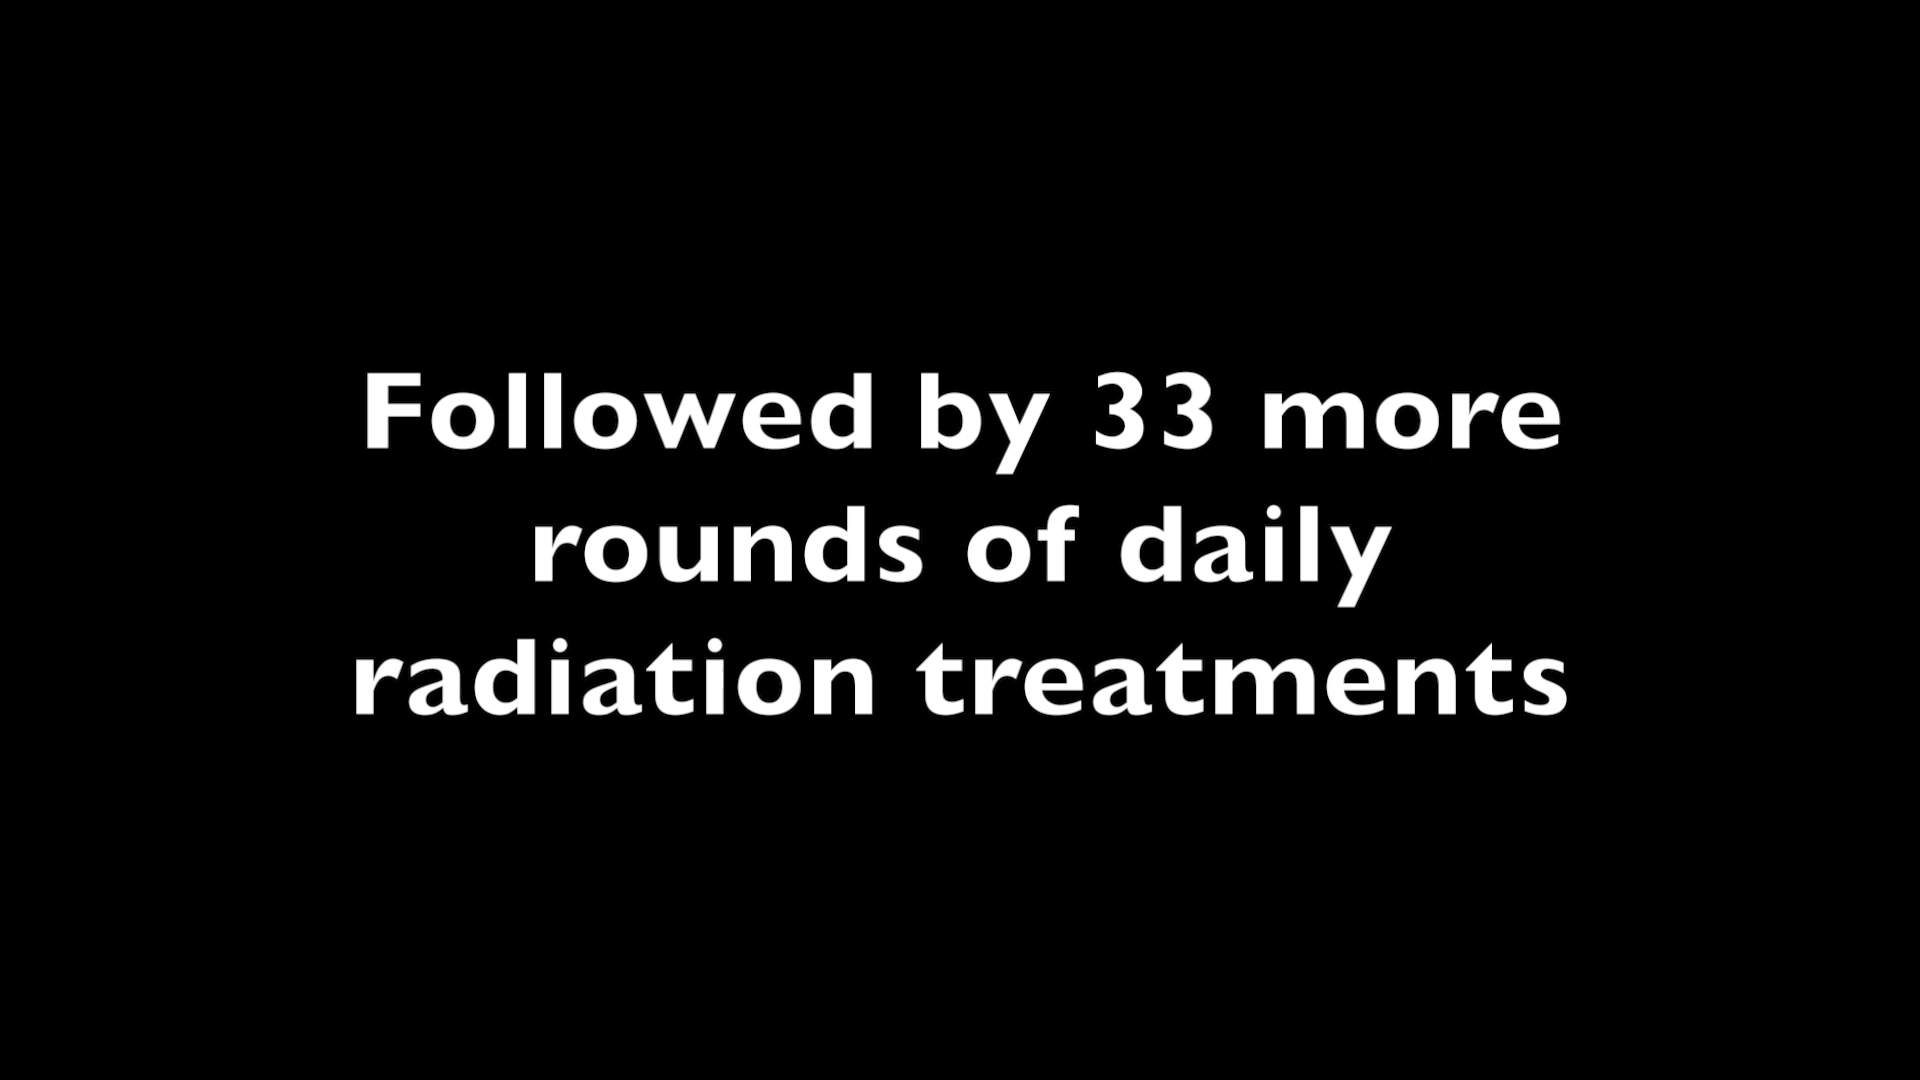 Followed by 33 more
rounds of daily
radiation treatments